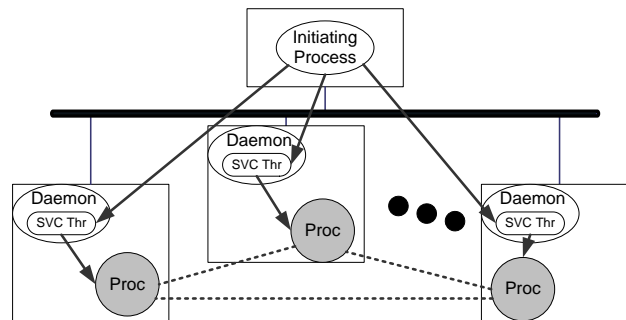 Initiating
Process
Daemon
SVC Thr
Proc
Daemon
SVC Thr
Proc
Daemon
SVC Thr
Proc